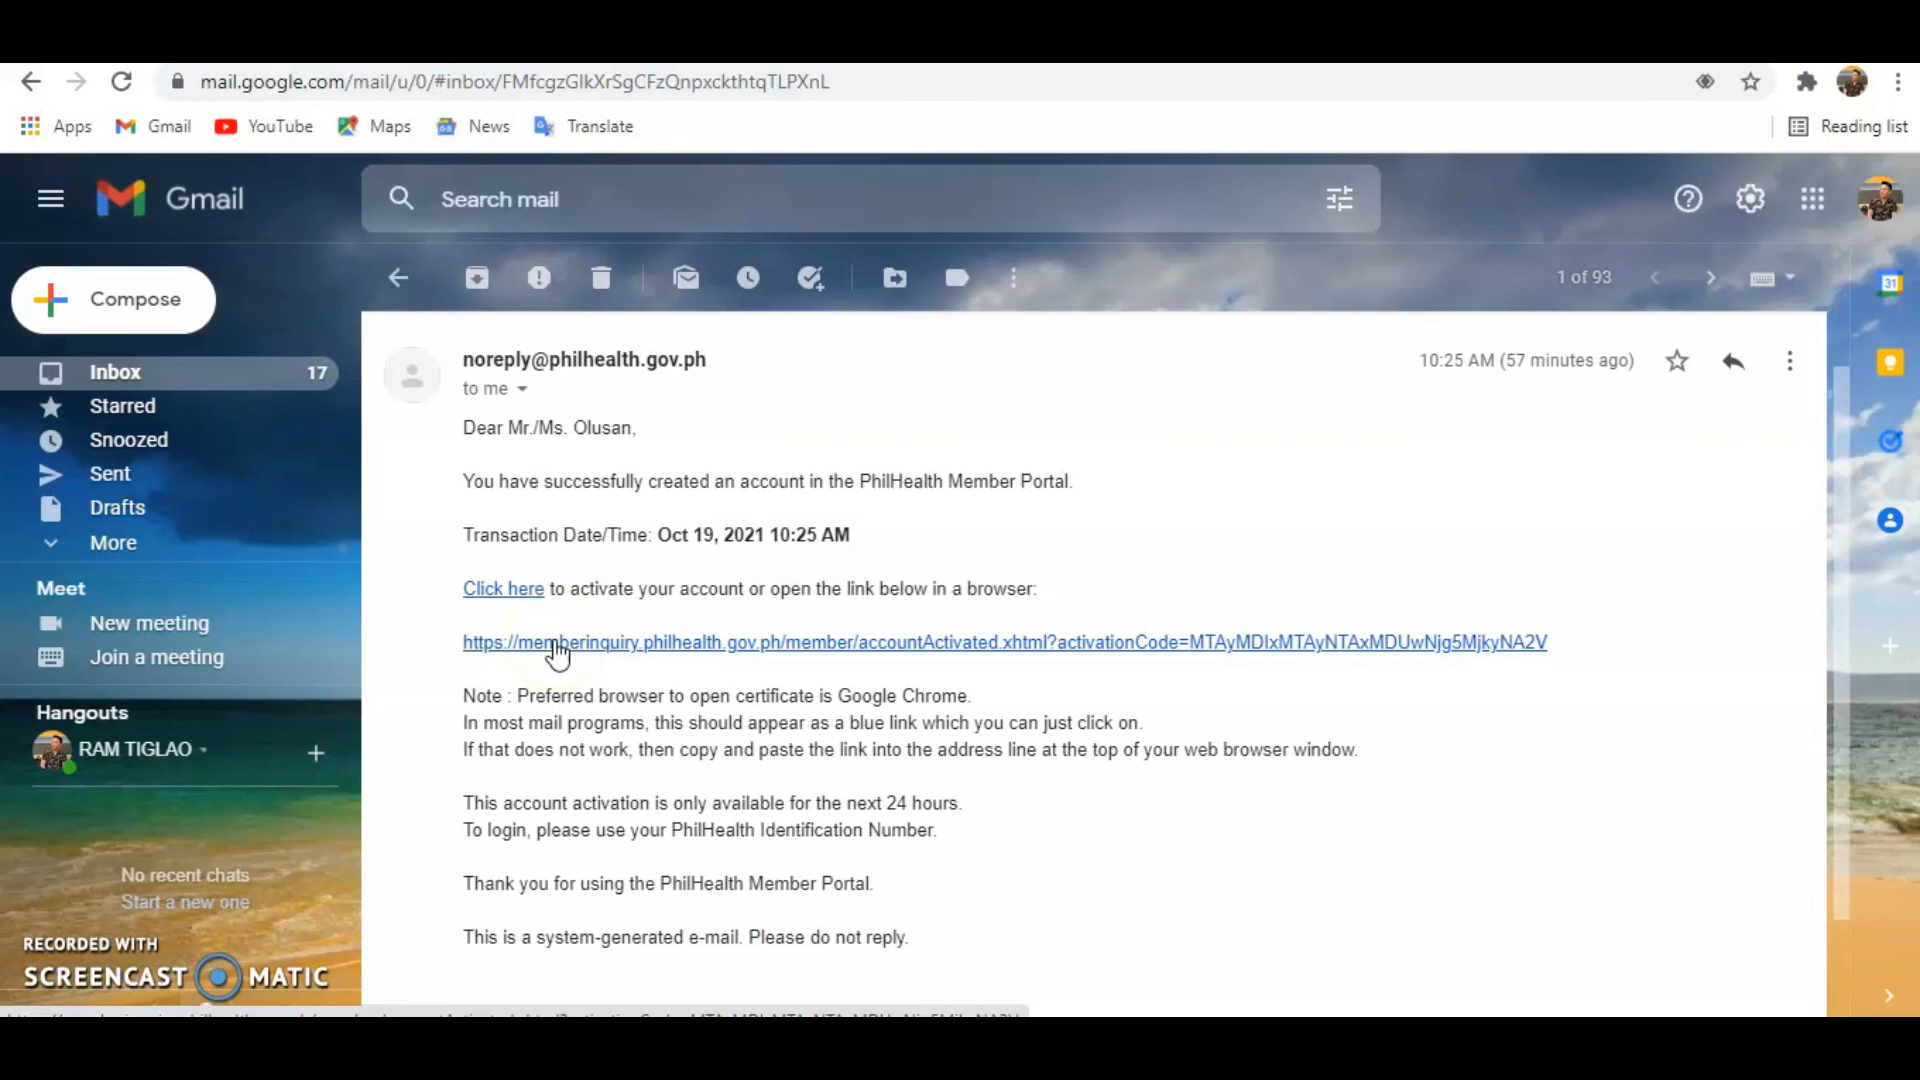 mail.google.com/mail/u/0/#inbox/FMfcgzGlkXrSgCFzQnpxckthtqTLPXnL
Apps Gmail YouTube Maps News Translate Reading list
Gmail Search mail
Compose
1 of 93
31
Inbox 17
Starred
Snoozed
Sent
Drafts
More
Meet
New meeting
Join a meeting
Hangouts
RAM TIGLAO
No recent chats
Start a new one
noreply@philhealth.gov.ph 10:25 AM (57 minutes ago)
to me
Dear Mr./Ms. Olusan,
You have successfully created an account in the PhilHealth Member Portal.
Transaction Date/Time: Oct 19, 2021 10:25 AM
Click here to activate your account or open the link below in a browser:
https://memberinquiry.philhealth.gov.ph/member/accountActivated.xhtml?activationCode=MTAyMDIxMTAyNTAxMDUwNjg5MjkyNA2V
Note : Preferred browser to open certificate is Google Chrome.
In most mail programs, this should appear as a blue link which you can just click on.
If that does not work, then copy and paste the link into the address line at the top of your web browser window.
This account activation is only available for the next 24 hours.
To login, please use your PhilHealth Identification Number.
Thank you for using the PhilHealth Member Portal.
This is a system-generated e-mail. Please do not reply.
RECORDED WITH
SCREENCAST MATIC